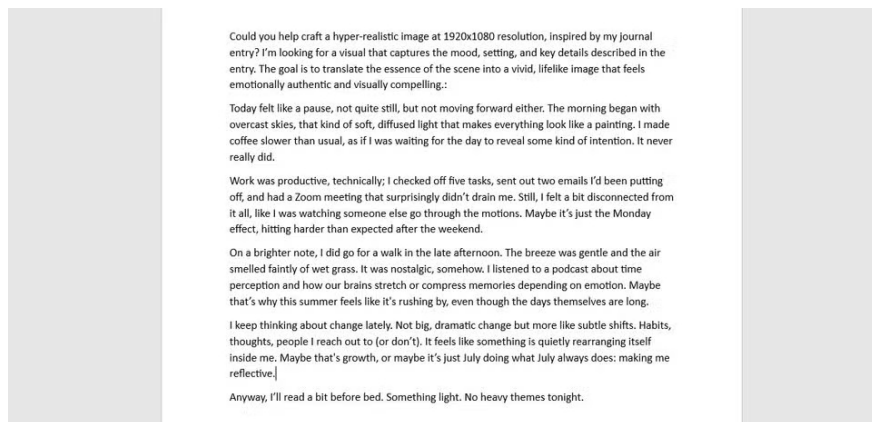 Could you help craft a hyper-realistic image at 1920x1080 resolution, inspired by my journal
entry? I'm looking for a visual that captures the mood, setting, and key details described in the
entry. The goal is to translate the essence of the scene into a vivid, lifelike image that feels
emotionally authentic and visually compelling.:
Today felt like a pause, not quite still, but not moving forward either. The morning began with
overcast skies, that kind of soft, diffused light that makes everything look like a painting. I made
coffee slower than usual, as if I was waiting for the day to reveal some kind of intention. It never
really did.
Work was productive, technically; I checked off five tasks, sent out two emails I'd been putting
off, and had a Zoom meeting that surprisingly didn't drain me. Still, I felt a bit disconnected from
it all, like I was watching someone else go through the motions. Maybe it's just the Monday
effect, hitting harder than expected after the weekend.
On a brighter note, I did go for a walk in the late afternoon. The breeze was gentle and the air
smelled faintly of wet grass. It was nostalgic, somehow. I listened to a podcast about time
perception and how our brains stretch or compress memories depending on emotion. Maybe
that's why this summer feels like it's rushing by, even though the days themselves are long.
I keep thinking about change lately. Not big, dramatic change but more like subtle shifts. Habits,
thoughts, people I reach out to (or don't). It feels like something is quietly rearranging itself
inside me. Maybe that's growth, or maybe it's just July doing what July always does: making me
reflective.
Anyway, I'll read a bit before bed. Something light. No heavy themes tonight.